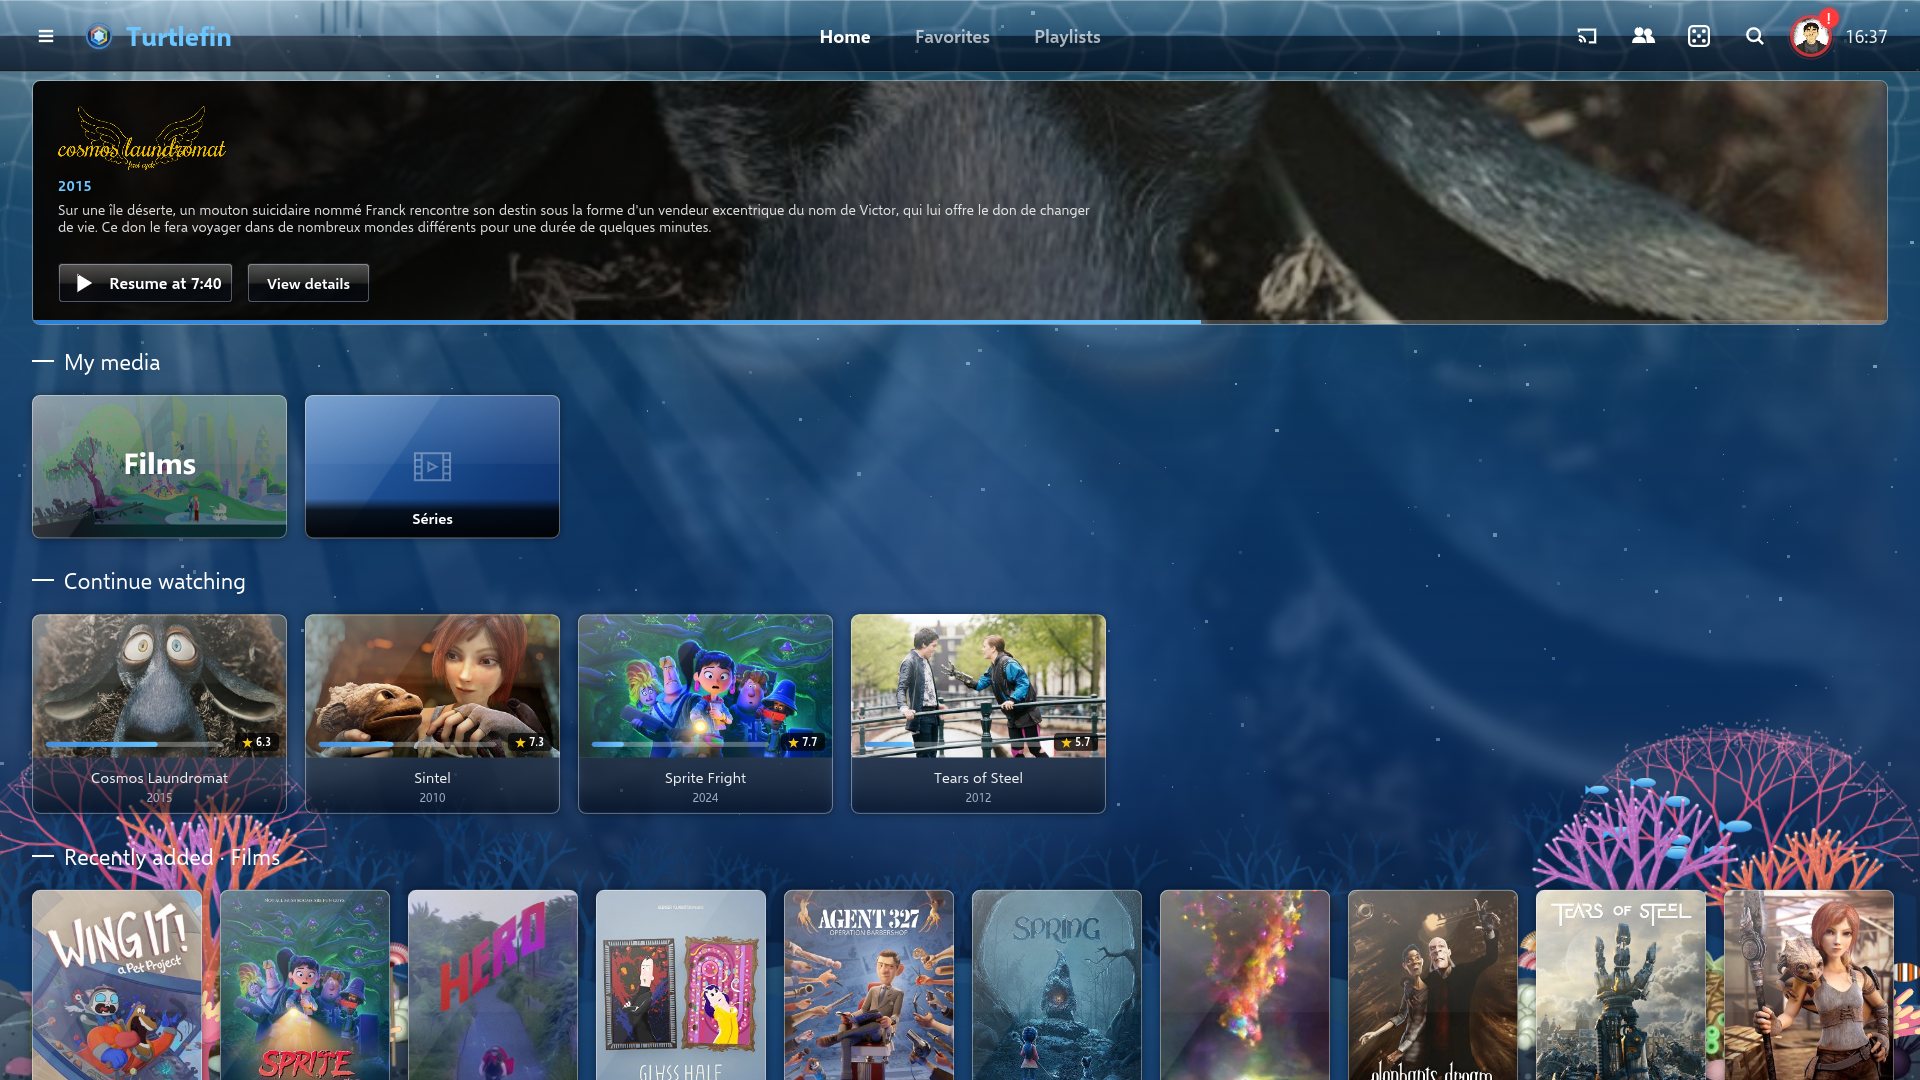 Turtlefin
Home
Favorites
Playlists
!
16:37
cosmos laundromat
2015
Sur une île déserte, un mouton suicidaire nommé Franck rencontre son destin sous la forme d'un vendeur excentrique du nom de Victor, qui lui offre le don de changer
de vie. Ce don le fera voyager dans de nombreux mondes différents pour une durée de quelques minutes.
Resume at 7:40
View details
My media
Films
Séries
Continue watching
6.3
Cosmos Laundromat
2015
7.3
Sintel
2010
7.7
Sprite Fright
2024
5.7
Tears of Steel
2012
Recently added · Films
WING IT!
a Pet Project
SPRITE
HERO
GLASS HALF
AGENT 327
OPERATION BARBERSHOP
SPRING
elephants dream
TEARS OF STEEL